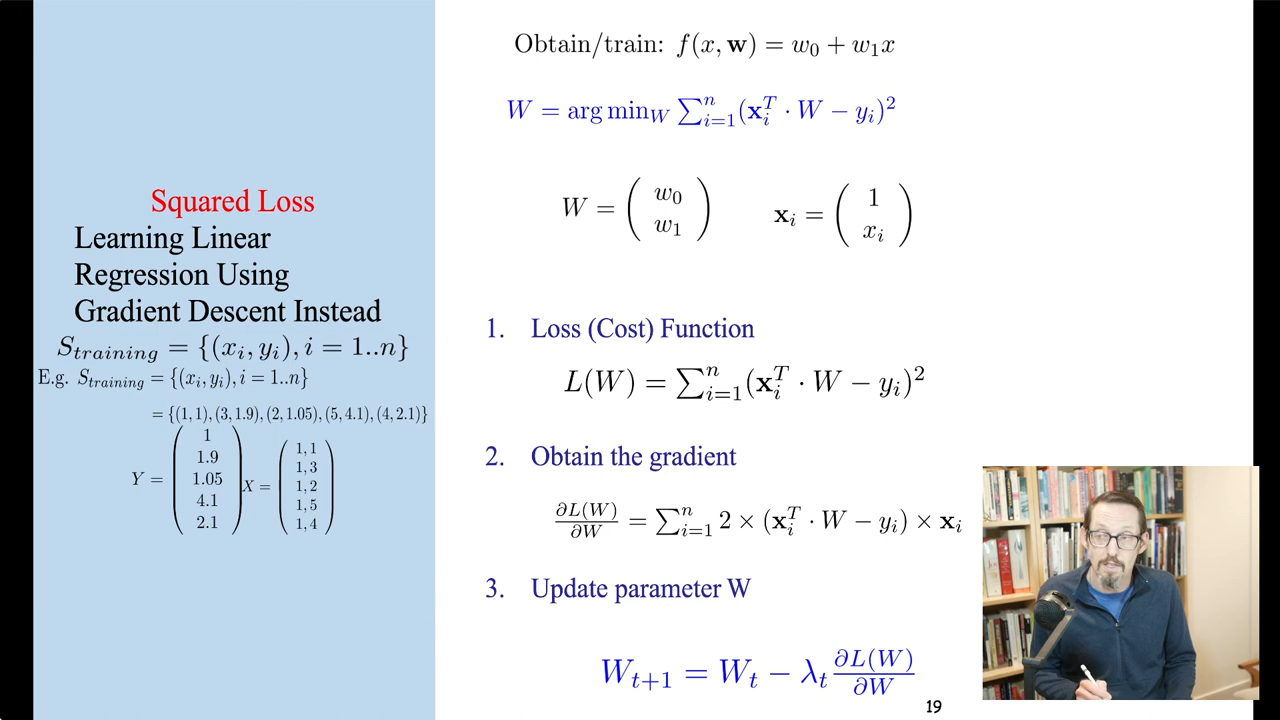 Squared Loss
Learning Linear
Regression Using
Gradient Descent Instead
S_{training} = {(x_i, y_i), i = 1..n}
E.g. S_{training} = {(x_i, y_i), i = 1..n}
= {(1, 1), (3, 1.9), (2, 1.05), (5, 4.1), (4, 2.1)}
Y = ( 1
1.9
1.05
4.1
2.1 )
X = ( 1, 1
1, 3
1, 2
1, 5
1, 4 )
Obtain/train: f(x, w) = w_0 + w_1x
W = arg min_W ∑_{i=1}^n (x_i^T · W − y_i)^2
W = ( w_0
w_1 )
x_i = ( 1
x_i )
1. Loss (Cost) Function
L(W) = ∑_{i=1}^n (x_i^T · W − y_i)^2
2. Obtain the gradient
∂L(W)/∂W = ∑_{i=1}^n 2 × (x_i^T · W − y_i) × x_i
3. Update parameter W
W_{t+1} = W_t − λ_t ∂L(W)/∂W
19